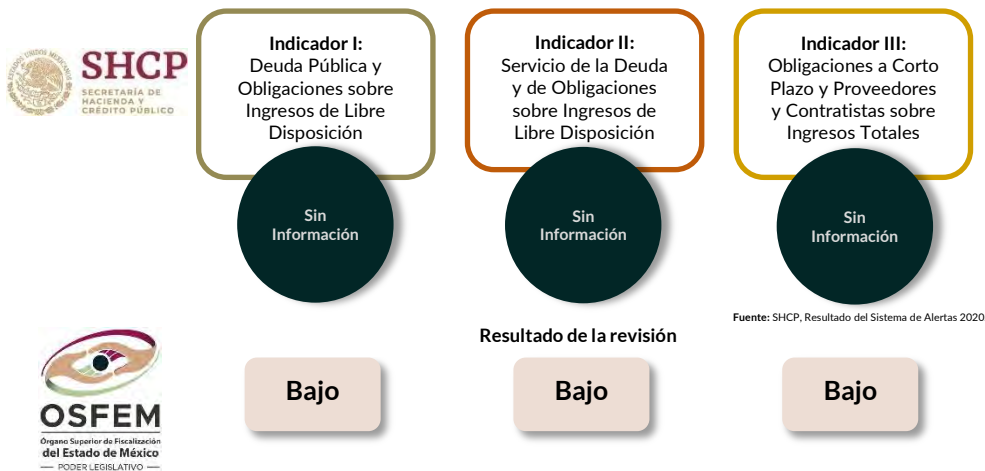 ESTADOS UNIDOS MEXICANOS
SHCP
SECRETARÍA DE
HACIENDA Y
CRÉDITO PÚBLICO
Indicador I:
Deuda Pública y
Obligaciones sobre
Ingresos de Libre
Disposición
Sin
Información
Indicador II:
Servicio de la Deuda
y de Obligaciones
sobre Ingresos de
Libre Disposición
Sin
Información
Indicador III:
Obligaciones a Corto
Plazo y Proveedores
y Contratistas sobre
Ingresos Totales
Sin
Información
Fuente: SHCP, Resultado del Sistema de Alertas 2020
Resultado de la revisión
OSFEM
Órgano Superior de Fiscalización
del Estado de México
PODER LEGISLATIVO
Bajo
Bajo
Bajo